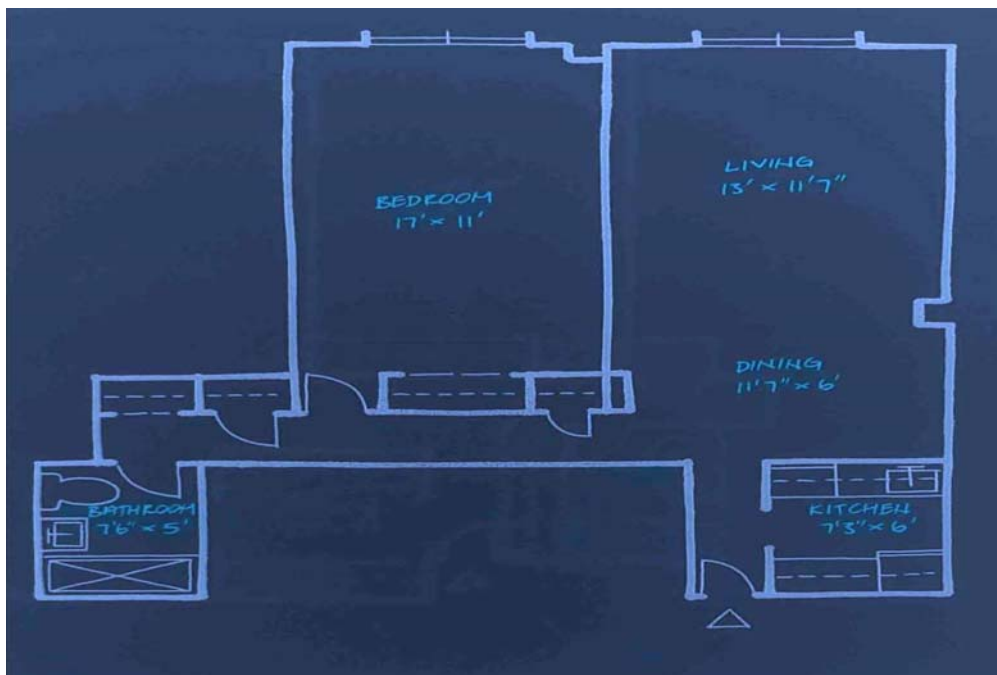 BEDROOM
17' × 11'
LIVING
13' × 11'7"
DINING
11'7" × 6'
BATHROOM
7'6" × 5'
KITCHEN
7'3" × 6'